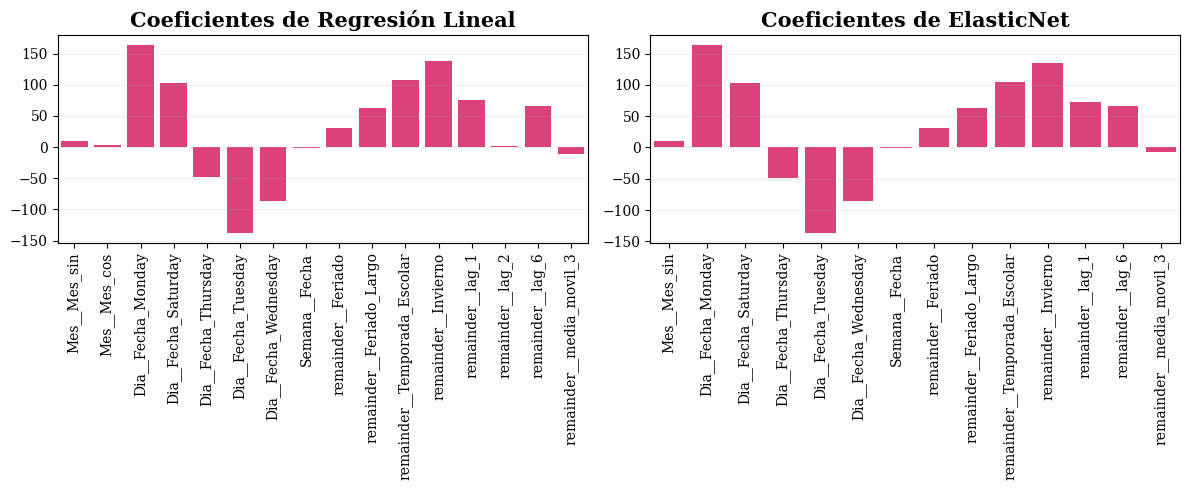 Coeficientes de Regresión Lineal
150
100
50
0
−50
−100
−150
Mes__Mes_sin
Mes__Mes_cos
Dia__Fecha_Monday
Dia__Fecha_Saturday
Dia__Fecha_Thursday
Dia__Fecha_Tuesday
Dia__Fecha_Wednesday
Semana__Fecha
remainder__Feriado
remainder__Feriado_Largo
remainder__Temporada_Escolar
remainder__Invierno
remainder__lag_1
remainder__lag_2
remainder__lag_6
remainder__media_movil_3
Coeficientes de ElasticNet
150
100
50
0
−50
−100
−150
Mes__Mes_sin
Dia__Fecha_Monday
Dia__Fecha_Saturday
Dia__Fecha_Thursday
Dia__Fecha_Tuesday
Dia__Fecha_Wednesday
Semana__Fecha
remainder__Feriado
remainder__Feriado_Largo
remainder__Temporada_Escolar
remainder__Invierno
remainder__lag_1
remainder__lag_6
remainder__media_movil_3